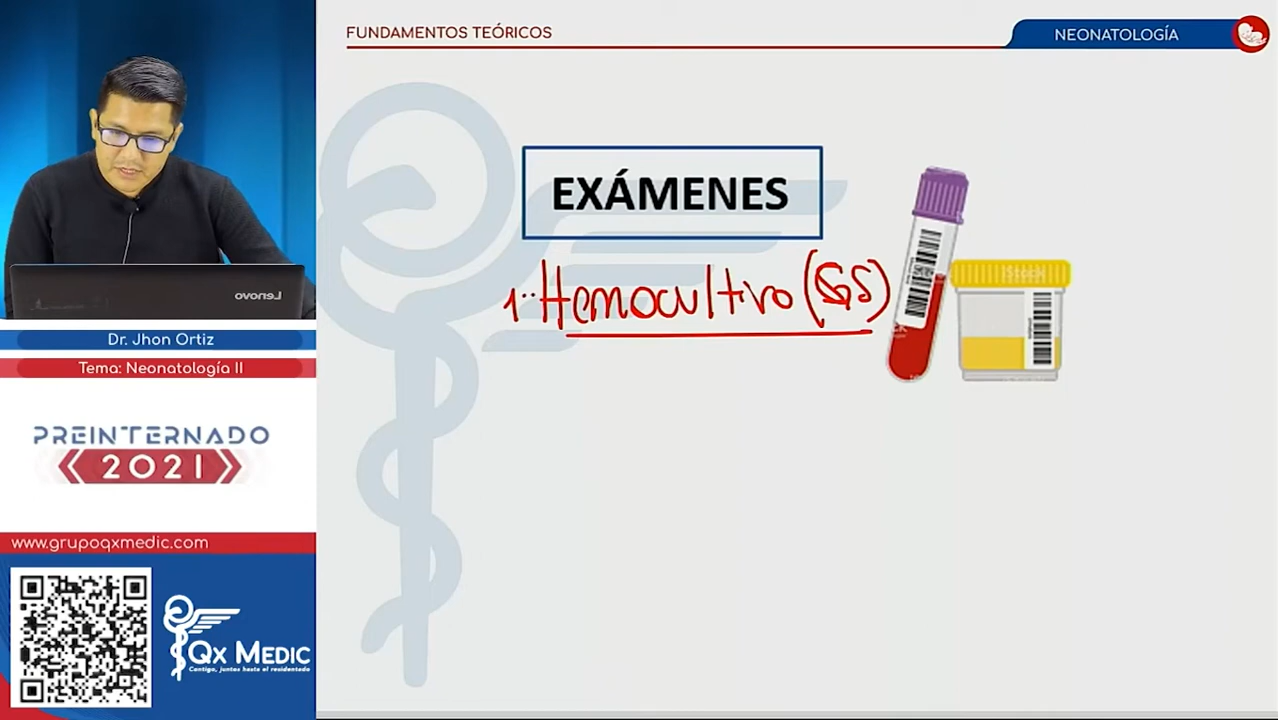 FUNDAMENTOS TEÓRICOS
NEONATOLOGÍA
EXÁMENES
1.. Hemocultivo (GS)
iStock
Lenovo
Dr. Jhon Ortiz
Tema: Neonatología II
PREINTERNADO
2021
www.grupoqxmedic.com
QX MEDIC
Contigo, juntos hasta el residentado